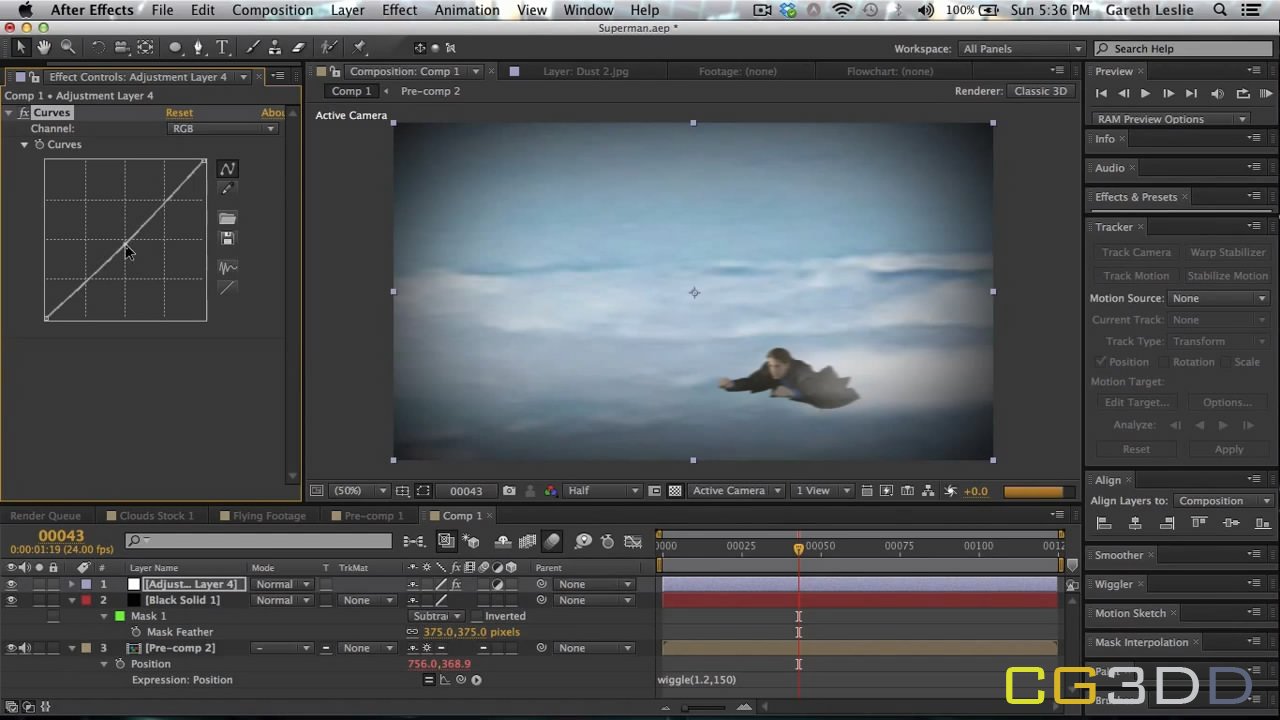 After Effects File Edit Composition Layer Effect Animation View Window Help 100% Sun 5:36 PM Gareth Leslie
Superman.aep *
Workspace: All Panels Search Help
Effect Controls: Adjustment Layer 4
Composition: Comp 1 Layer: Dust 2.jpg Footage: (none) Flowchart: (none)
Preview
Comp 1 • Adjustment Layer 4
Comp 1 Pre-comp 2 Renderer: Classic 3D
fx Curves Reset Abou
Channel: RGB
Curves
Active Camera
RAM Preview Options
Info
Audio
Effects & Presets
Tracker
Track Camera Warp Stabilizer
Track Motion Stabilize Motion
Motion Source: None
Current Track: None
Track Type: Transform
Position Rotation Scale
Motion Target:
Edit Target... Options...
Analyze:
Reset Apply
(50%) 00043 Half Active Camera 1 View +0.0
Align
Align Layers to: Composition
Render Queue Clouds Stock 1 Flying Footage Pre-comp 1 Comp 1
00043
0:00:01:19 (24.00 fps)
0000 00025 00050 00075 00100 0012
# Layer Name Mode T TrkMat Parent
1 [Adjust... Layer 4] Normal fx None
2 [Black Solid 1] Normal None None
Mask 1 Subtra Inverted
Mask Feather 375.0,375.0 pixels
3 [Pre-comp 2] – None None
Position 756.0,368.9
Expression: Position wiggle(1.2,150)
Smoother
Wiggler
Motion Sketch
Mask Interpolation
CG3DD